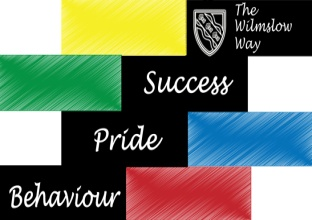 The
Wilmslow
Way
Success
Pride
Behaviour